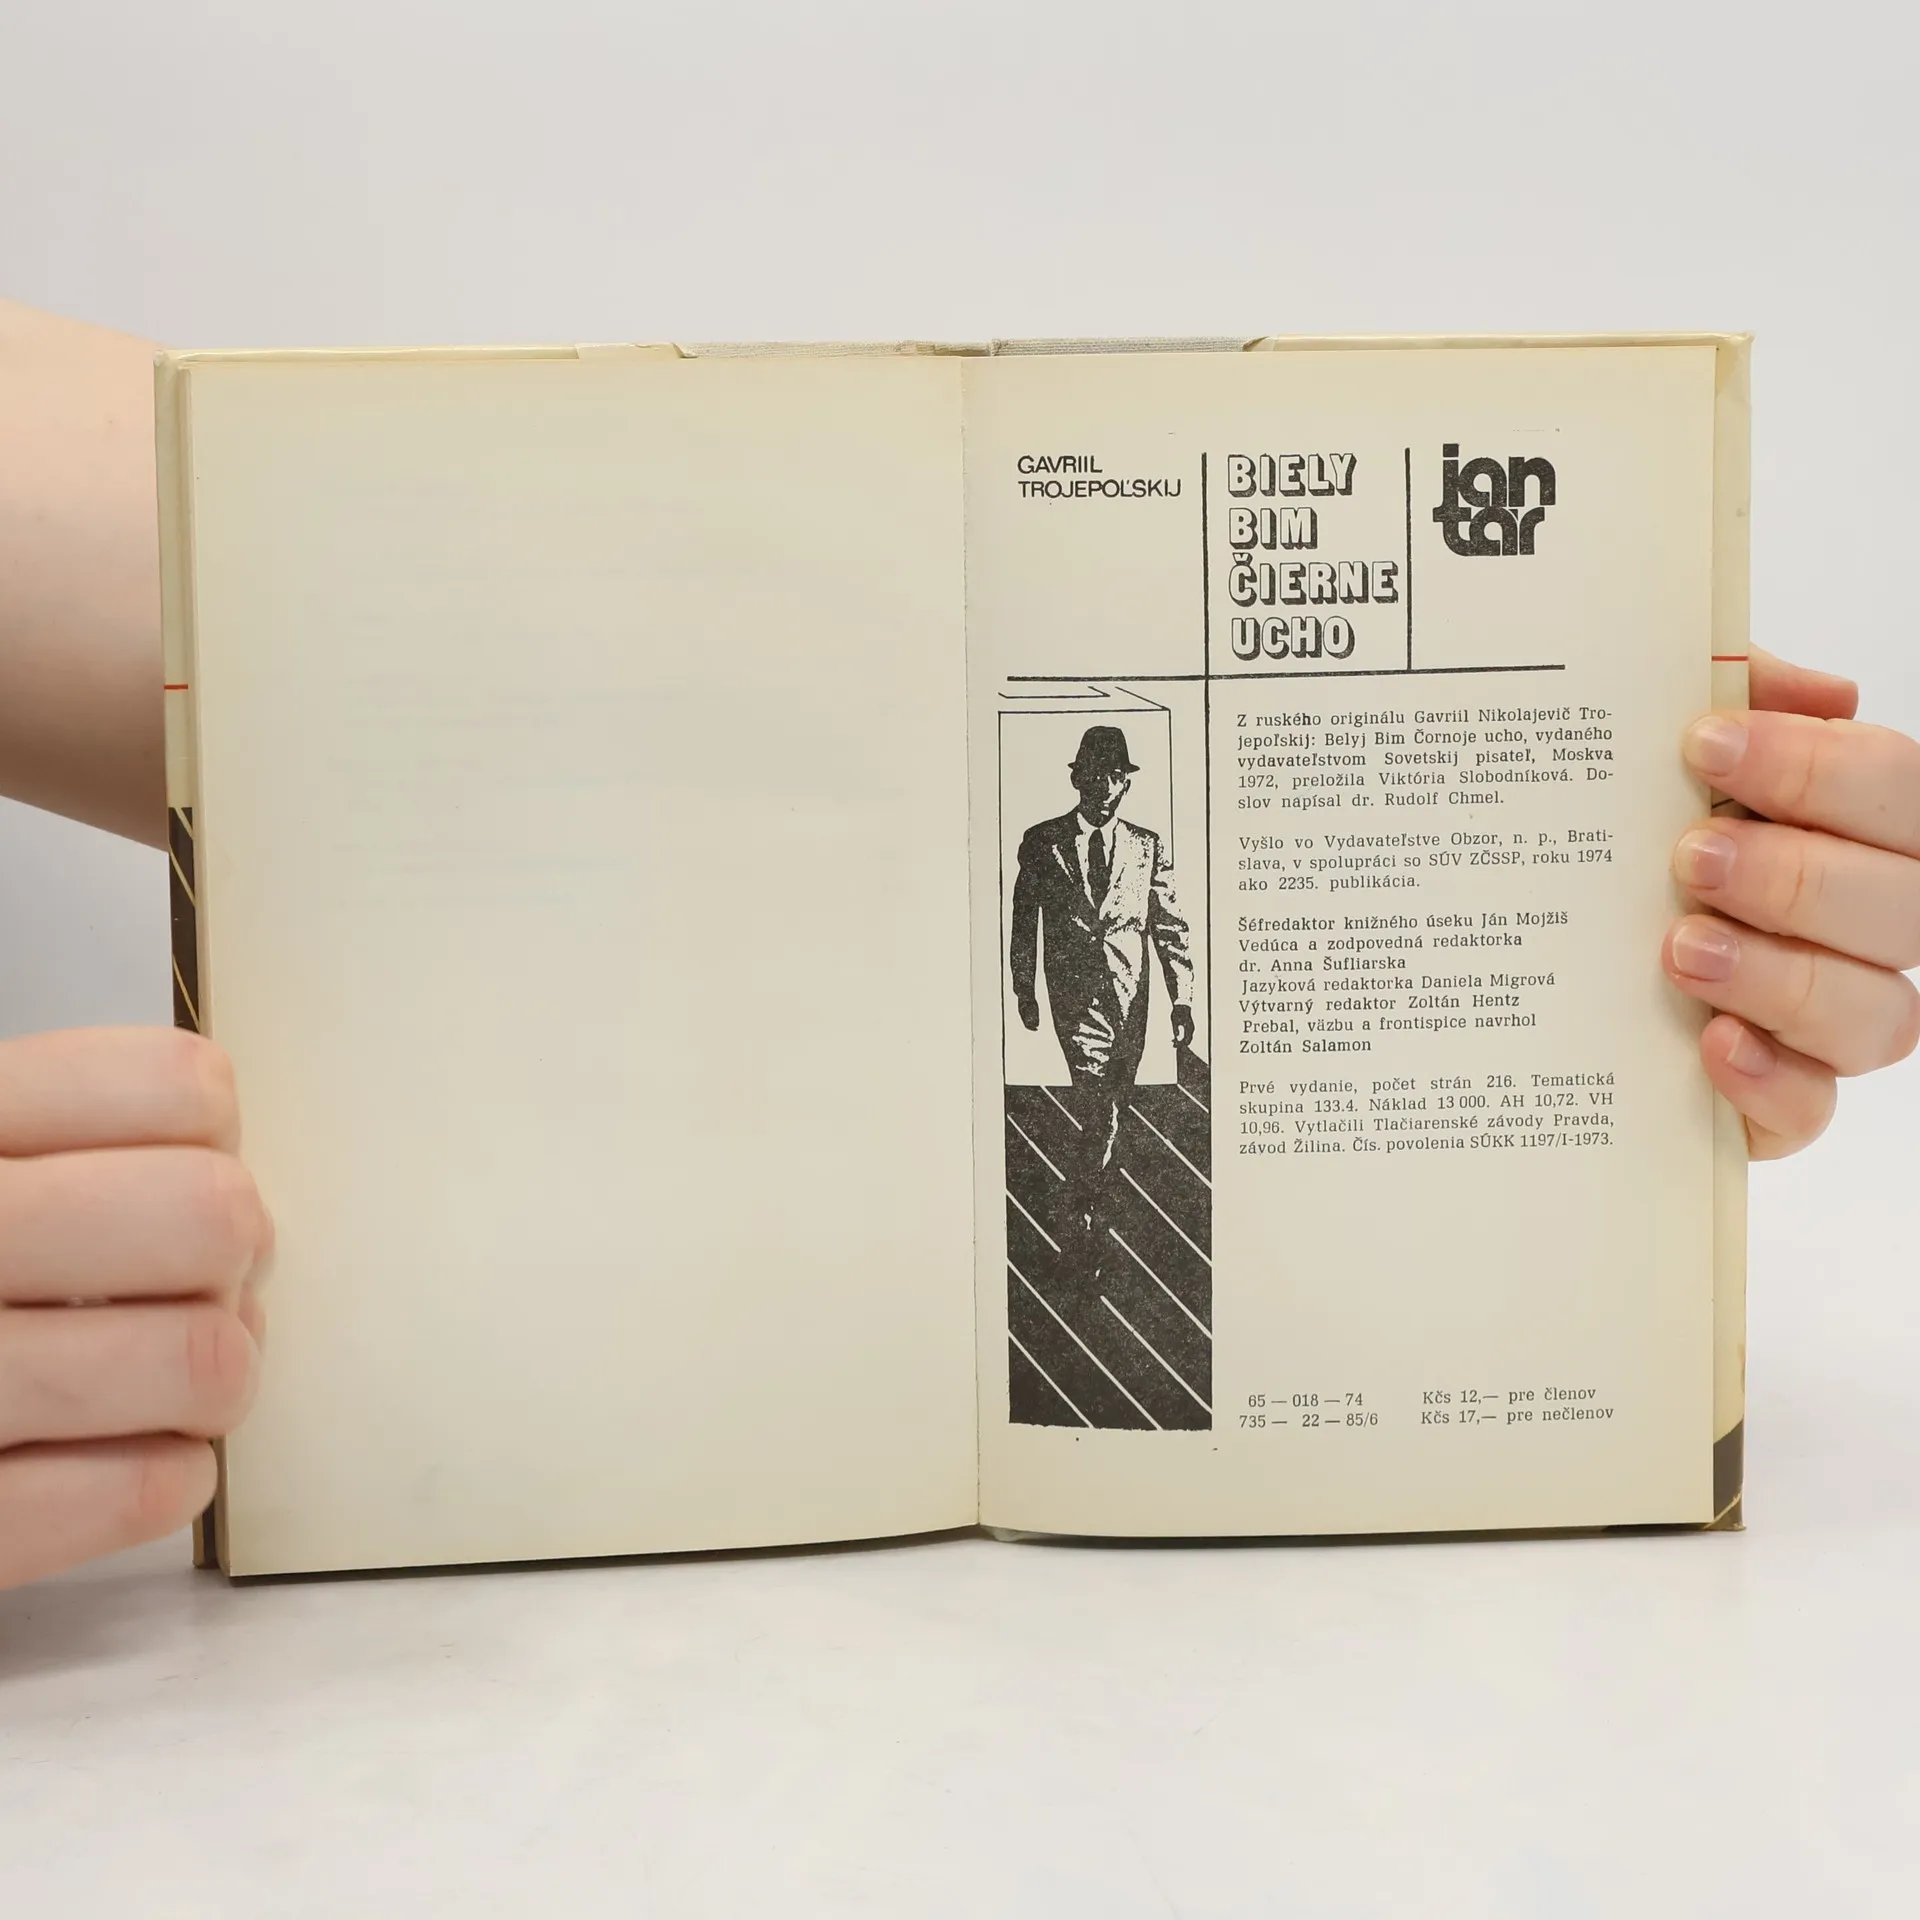 GAVRIIL
TROJEPOĽSKIJ
BIELY
BIM
ČIERNE
UCHO
jan
tar
Z ruského originálu Gavriil Nikolajevič Tro-
jepoľskij: Belyj Bim Čornoje ucho, vydaného
vydavateľstvom Sovetskij pisateľ, Moskva
1972, preložila Viktória Slobodníková. Do-
slov napísal dr. Rudolf Chmel.
Vyšlo vo Vydavateľstve Obzor, n. p., Brati-
slava, v spolupráci so SÚV ZČSSP, roku 1974
ako 2235. publikácia.
Šéfredaktor knižného úseku Ján Mojžiš
Vedúca a zodpovedná redaktorka
dr. Anna Šufliarska
Jazyková redaktorka Daniela Migrová
Výtvarný redaktor Zoltán Hentz
Prebal, väzbu a frontispice navrhol
Zoltán Salamon
Prvé vydanie, počet strán 216. Tematická
skupina 133.4. Náklad 13 000. AH 10,72. VH
10,96. Vytlačili Tlačiarenské závody Pravda,
závod Žilina. Čís. povolenia SÚKK 1197/I-1973.
65 — 018 — 74 Kčs 12,— pre členov
735 — 22 — 85/6 Kčs 17,— pre nečlenov